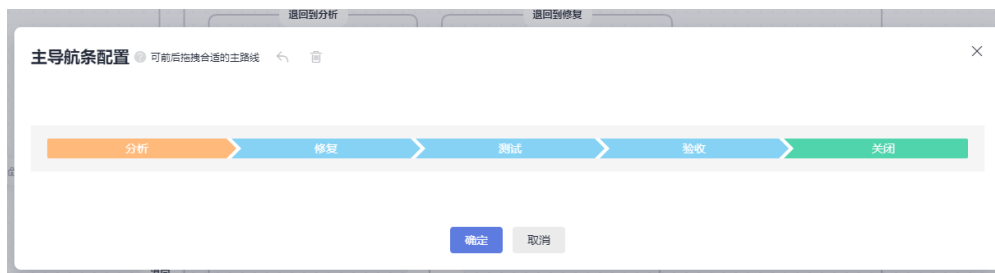 退回到分析 退回到修复
主导航条配置 可前后拖拽合适的主路线
分析 修复 测试 验收 关闭
确定 取消
退回